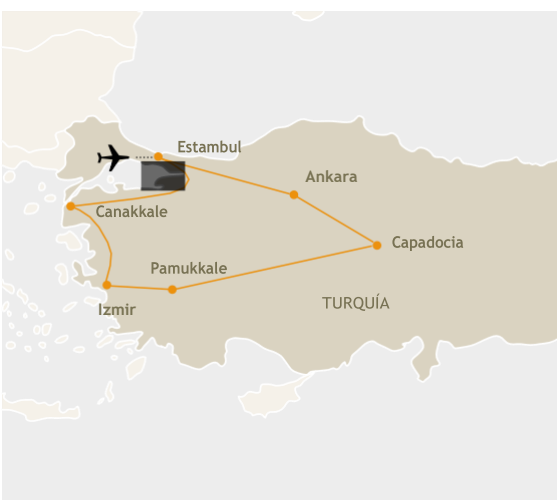 Estambul
Ankara
Canakkale
Capadocia
Pamukkale
Izmir
TURQUÍA